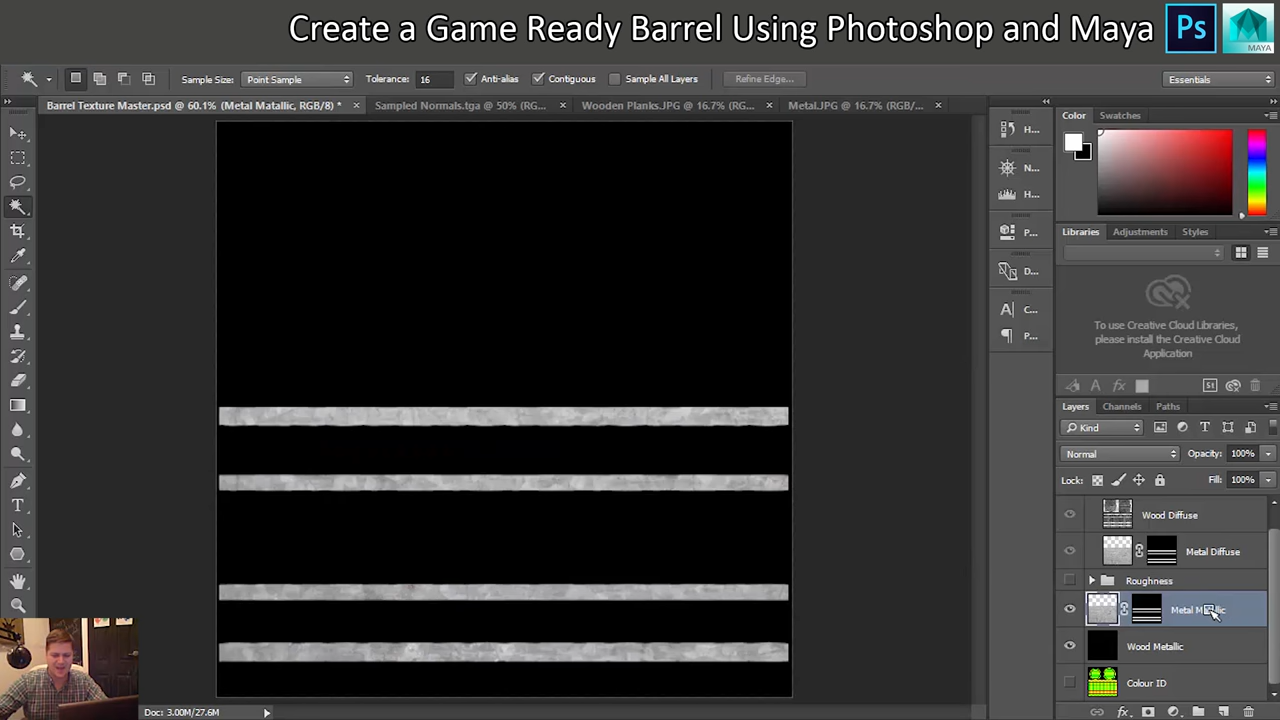 Create a Game Ready Barrel Using Photoshop and Maya
Ps
MAYA
Sample Size: Point Sample Tolerance: 16 Anti-alias Contiguous Sample All Layers Refine Edge... Essentials
Barrel Texture Master.psd @ 60.1% (Metal Matallic, RGB/8) * × Sampled Normals.tga @ 50% (RG... × Wooden Planks.JPG @ 16.7% (RG... × Metal.JPG @ 16.7% (RGB/... ×
H...
N...
H...
P...
D...
A| C...
P...
Color Swatches
Libraries Adjustments Styles
To use Creative Cloud Libraries,
please install the Creative Cloud
Application
A fx St
Layers Channels Paths
Kind
Normal Opacity: 100%
Lock: Fill: 100%
Wood Diffuse
Metal Diffuse
Roughness
Wood Metallic
Colour ID
fx
Doc: 3.00M/27.6M